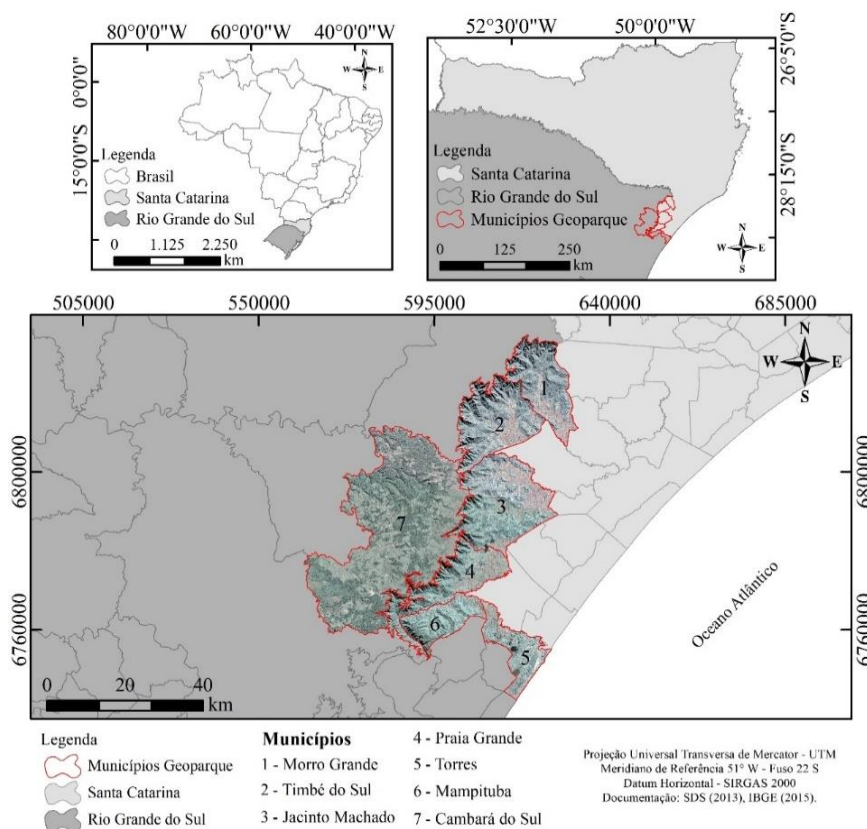 80°0'0"W 60°0'0"W 40°0'0"W
0°0'0"
15°0'0"S
N
W E
S
Legenda
Brasil
Santa Catarina
Rio Grande do Sul
0 1.125 2.250
km
52°30'0"W 50°0'0"W
26°5'0"S
28°15'0"S
Legenda
Santa Catarina
Rio Grande do Sul
Municípios Geoparque
0 125 250
km
N
W E
S
505000 550000 595000 640000 685000
6800000 6800000
6760000 6760000
N
W E
S
1
2
3
7
4
6
5
Oceano Atlântico
0 20 40
km
Legenda
Municípios Geoparque
Santa Catarina
Rio Grande do Sul
Municípios
1 - Morro Grande
2 - Timbé do Sul
3 - Jacinto Machado
4 - Praia Grande
5 - Torres
6 - Mampituba
7 - Cambará do Sul
Projeção Universal Transversa de Mercator - UTM
Meridiano de Referência 51° W - Fuso 22 S
Datum Horizontal - SIRGAS 2000
Documentação: SDS (2013), IBGE (2015).